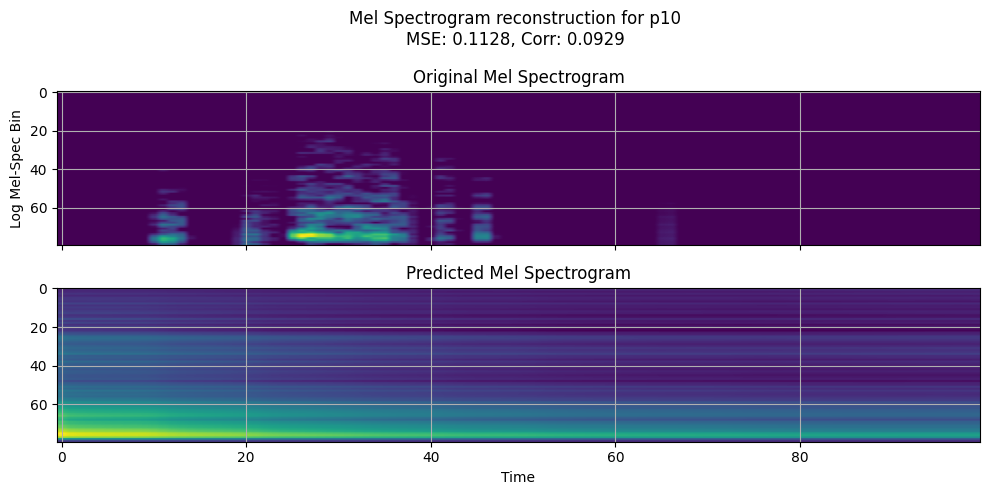 Mel Spectrogram reconstruction for p10
MSE: 0.1128, Corr: 0.0929
Original Mel Spectrogram
Log Mel-Spec Bin
0
20
40
60
Predicted Mel Spectrogram
0
20
40
60
0 20 40 60 80
Time